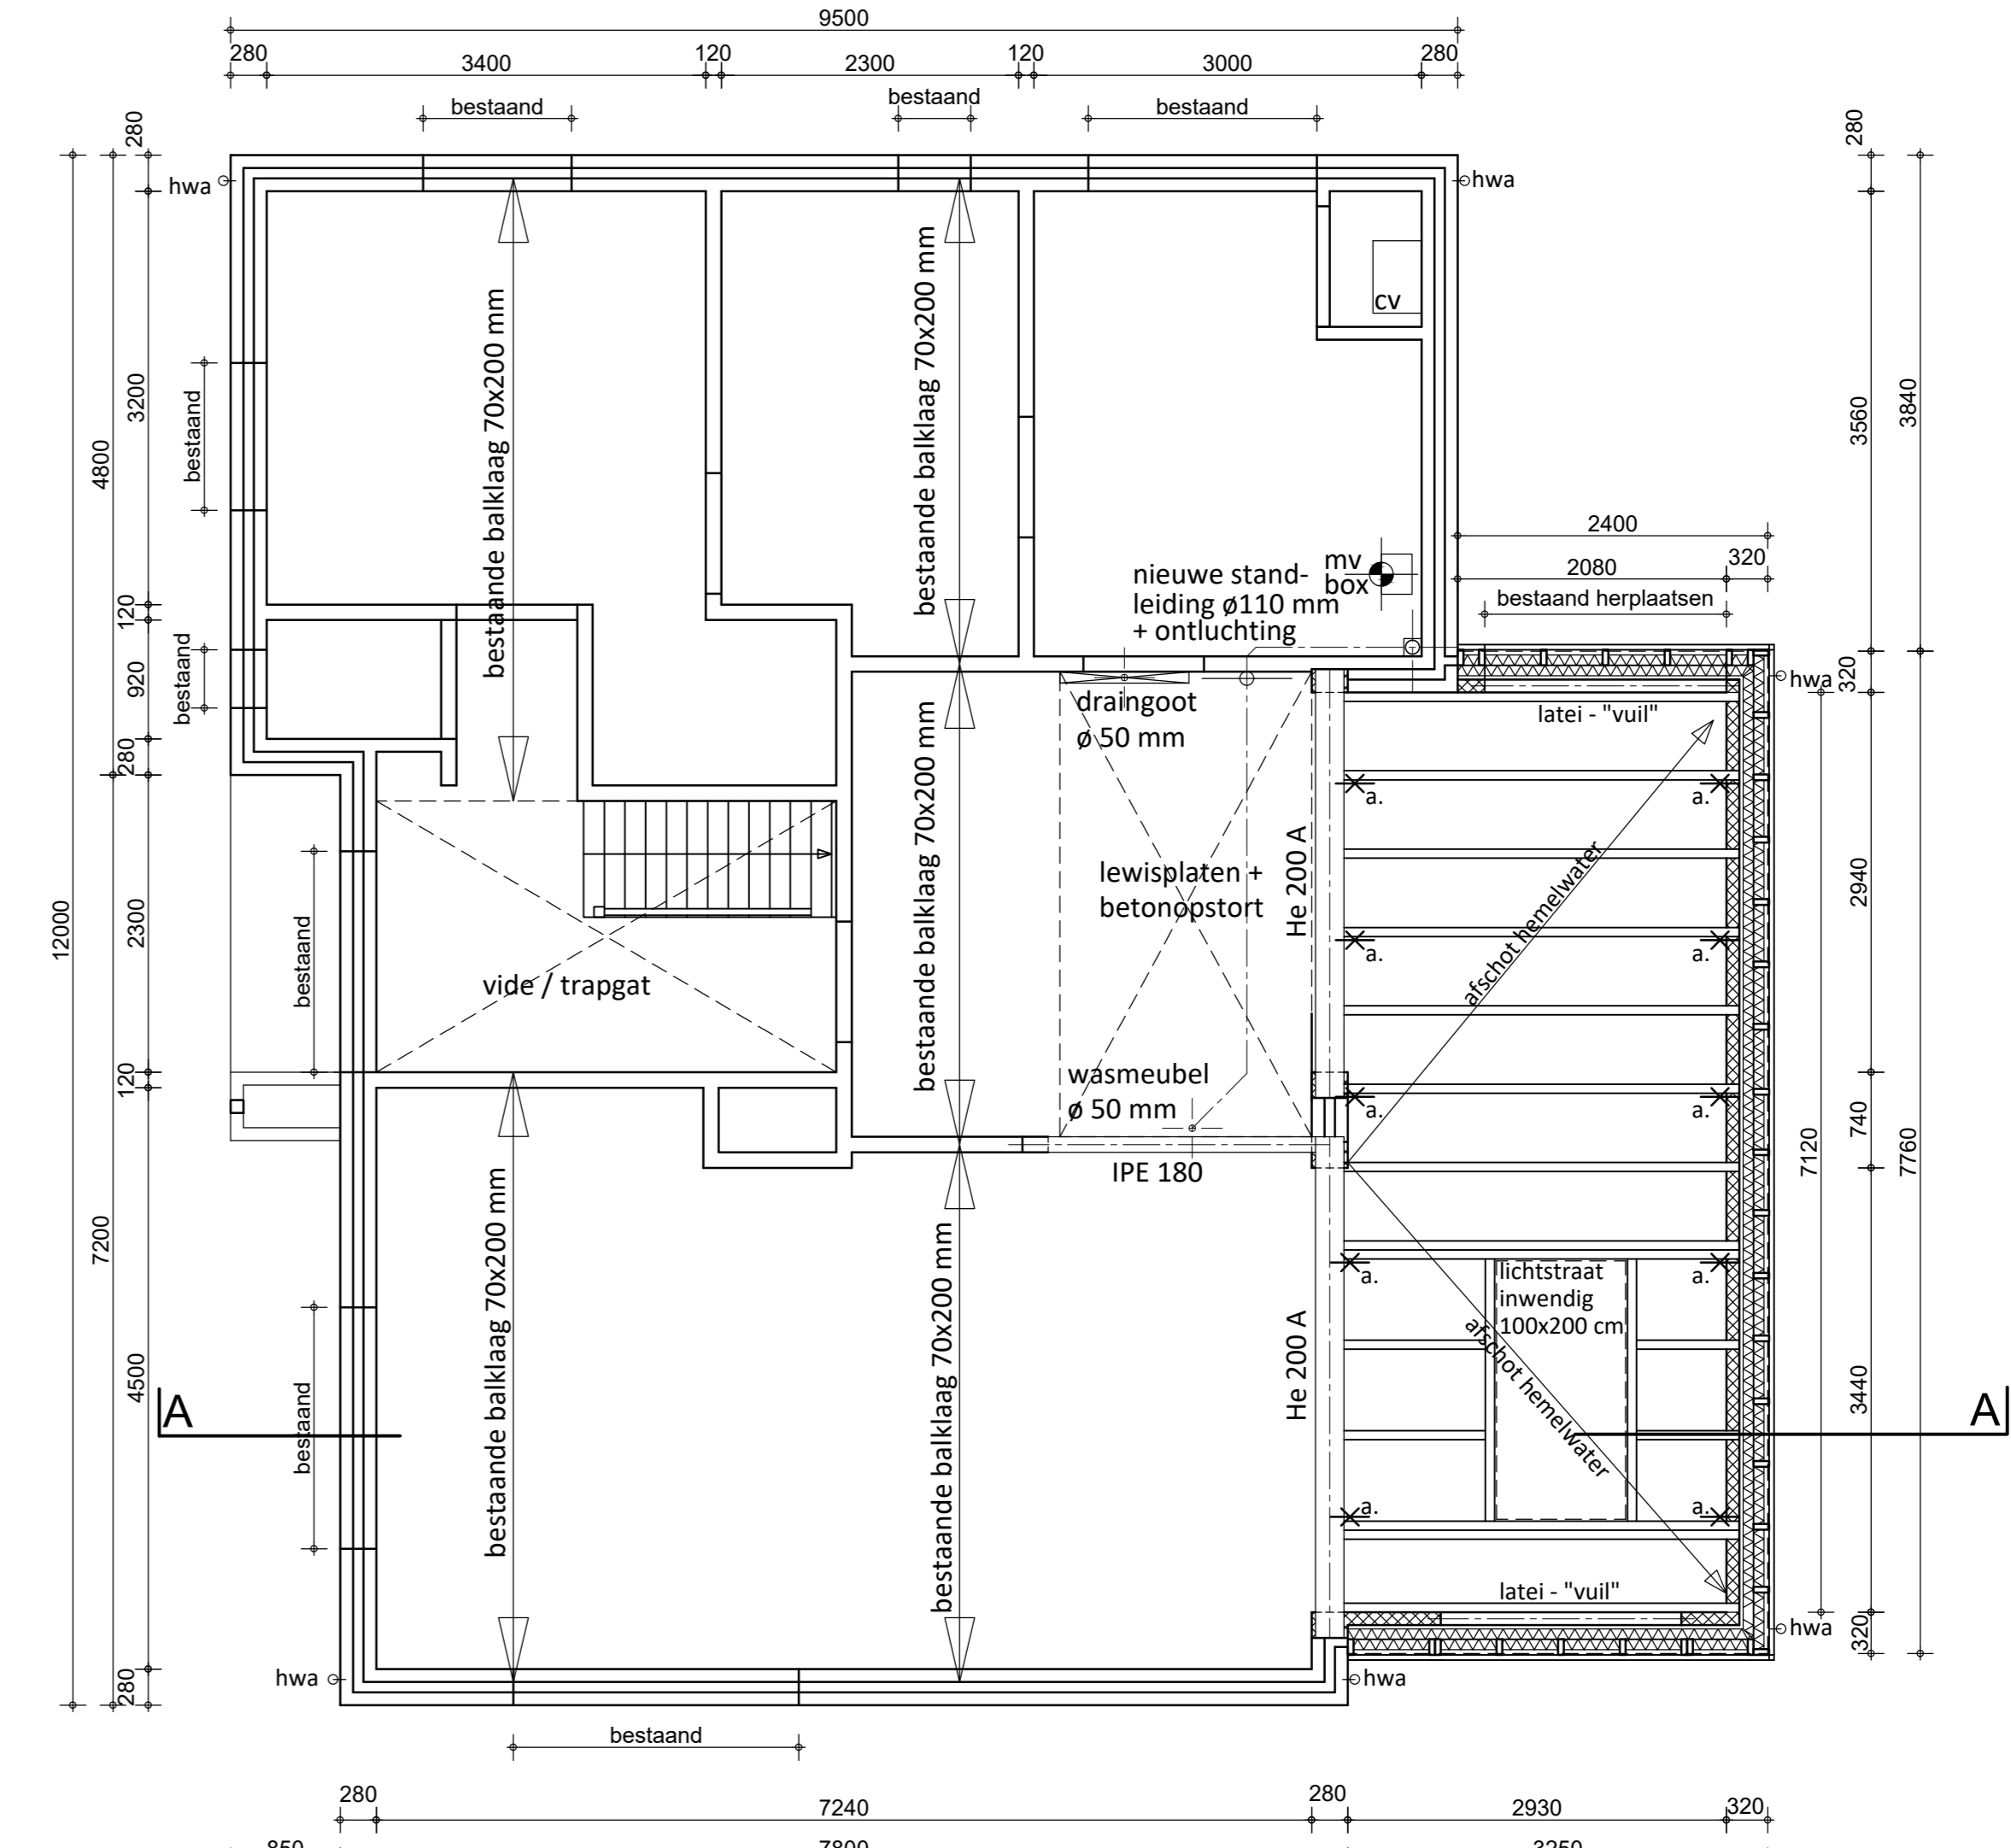 9500
280
3400
120
2300
120
3000
280
bestaand
bestaand
bestaand
280
280
hwa
hwa
bestaande balklaag 70x200 mm
bestaande balklaag 70x200 mm
cv
3200
bestaand
4800
3560
3840
2400
320
2080
bestaand herplaatsen
nieuwe stand-
leiding ø110 mm
+ ontluchting
mv
box
120
920
bestaand
280
320
hwa
latei - "vuil"
draingoot
ø 50 mm
bestaande balklaag 70x200 mm
a.
a.
He 200 A
lewisplaten +
betonopstort
afschot hemelwater
2940
12000
2300
bestaand
vide / trapgat
a.
a.
wasmeubel
ø 50 mm
120
a.
a.
740
7120
7760
IPE 180
7200
bestaande balklaag 70x200 mm
bestaande balklaag 70x200 mm
He 200 A
a.
a.
lichtstraat
inwendig
100x200 cm
afschot hemelwater
4500
bestaand
3440
A
A
a.
a.
latei - "vuil"
320
hwa
280
hwa
hwa
bestaand
280
7240
280
2930
320
850
7800
3250